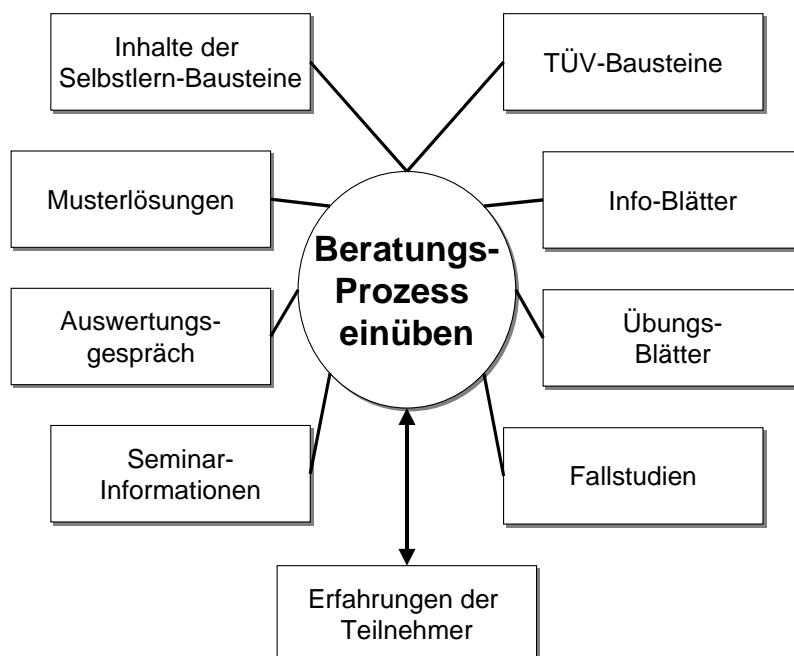 Inhalte der
Selbstlern-Bausteine
TÜV-Bausteine
Musterlösungen
Info-Blätter
Beratungs-
Prozess
einüben
Auswertungs-
gespräch
Übungs-
Blätter
Seminar-
Informationen
Fallstudien
Erfahrungen der
Teilnehmer